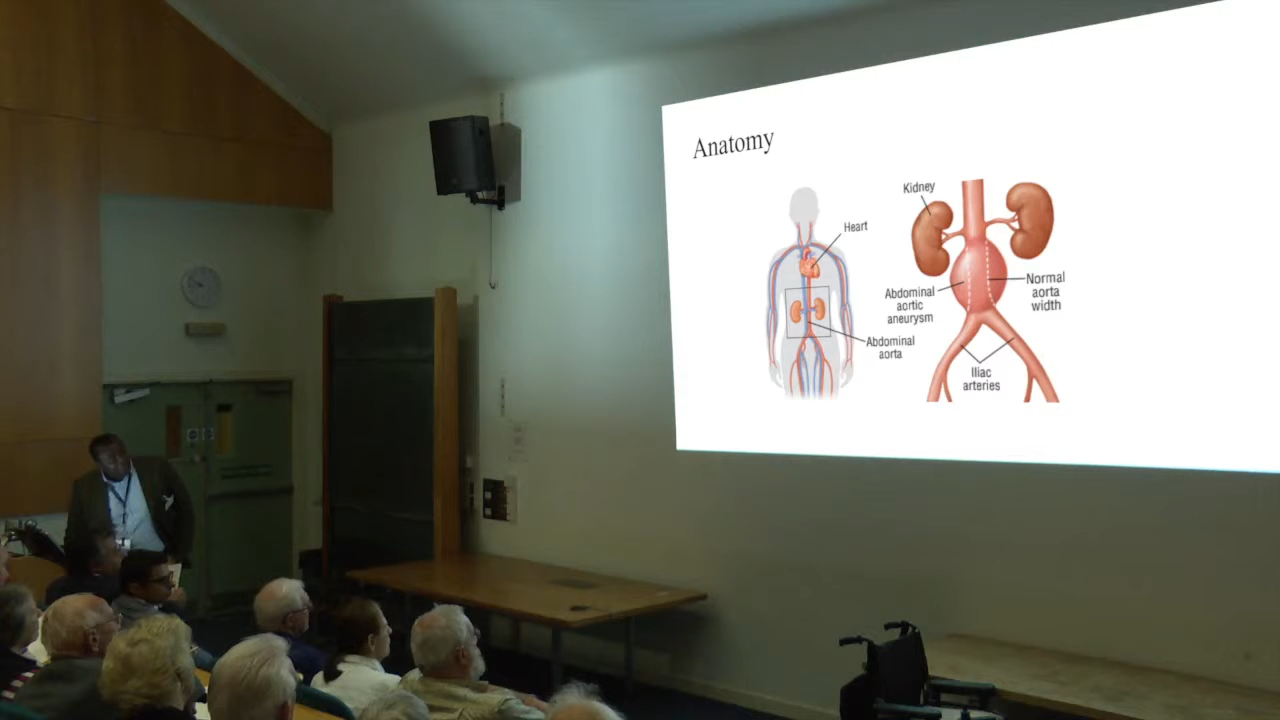 Anatomy
Heart
Abdominal
aorta
Kidney
Abdominal
aortic
aneurysm
Normal
aorta
width
Iliac
arteries